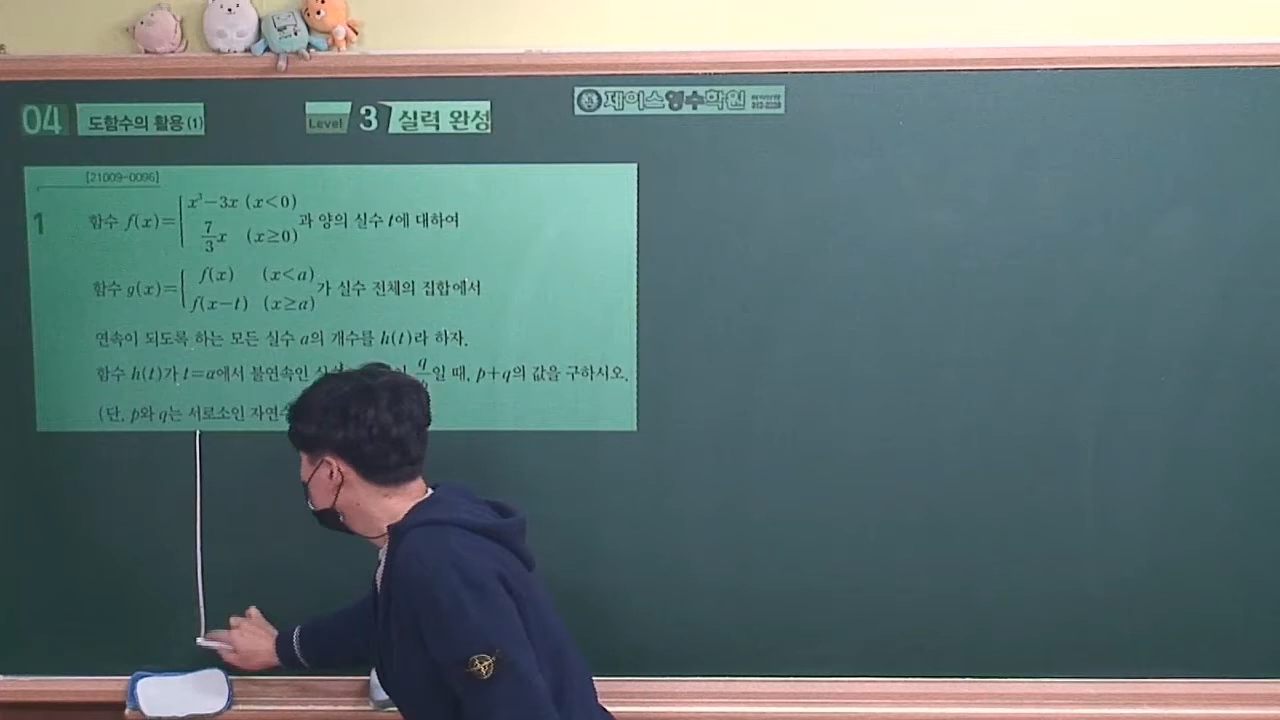 04 도함수의 활용 (1) Level 3 실력 완성 제이스영수학원
[21009-0096]
1 함수 f(x)={x³-3x (x<0)
7/3x (x≥0) 과 양의 실수 t에 대하여
함수 g(x)={f(x) (x<a)
f(x-t) (x≥a) 가 실수 전체의 집합에서
연속이 되도록 하는 모든 실수 a의 개수를 h(t)라 하자.
함수 h(t)가 t=α에서 불연속인 q일 때, p+q의 값을 구하시오.
(단, p와 q는 서로소인 자연수